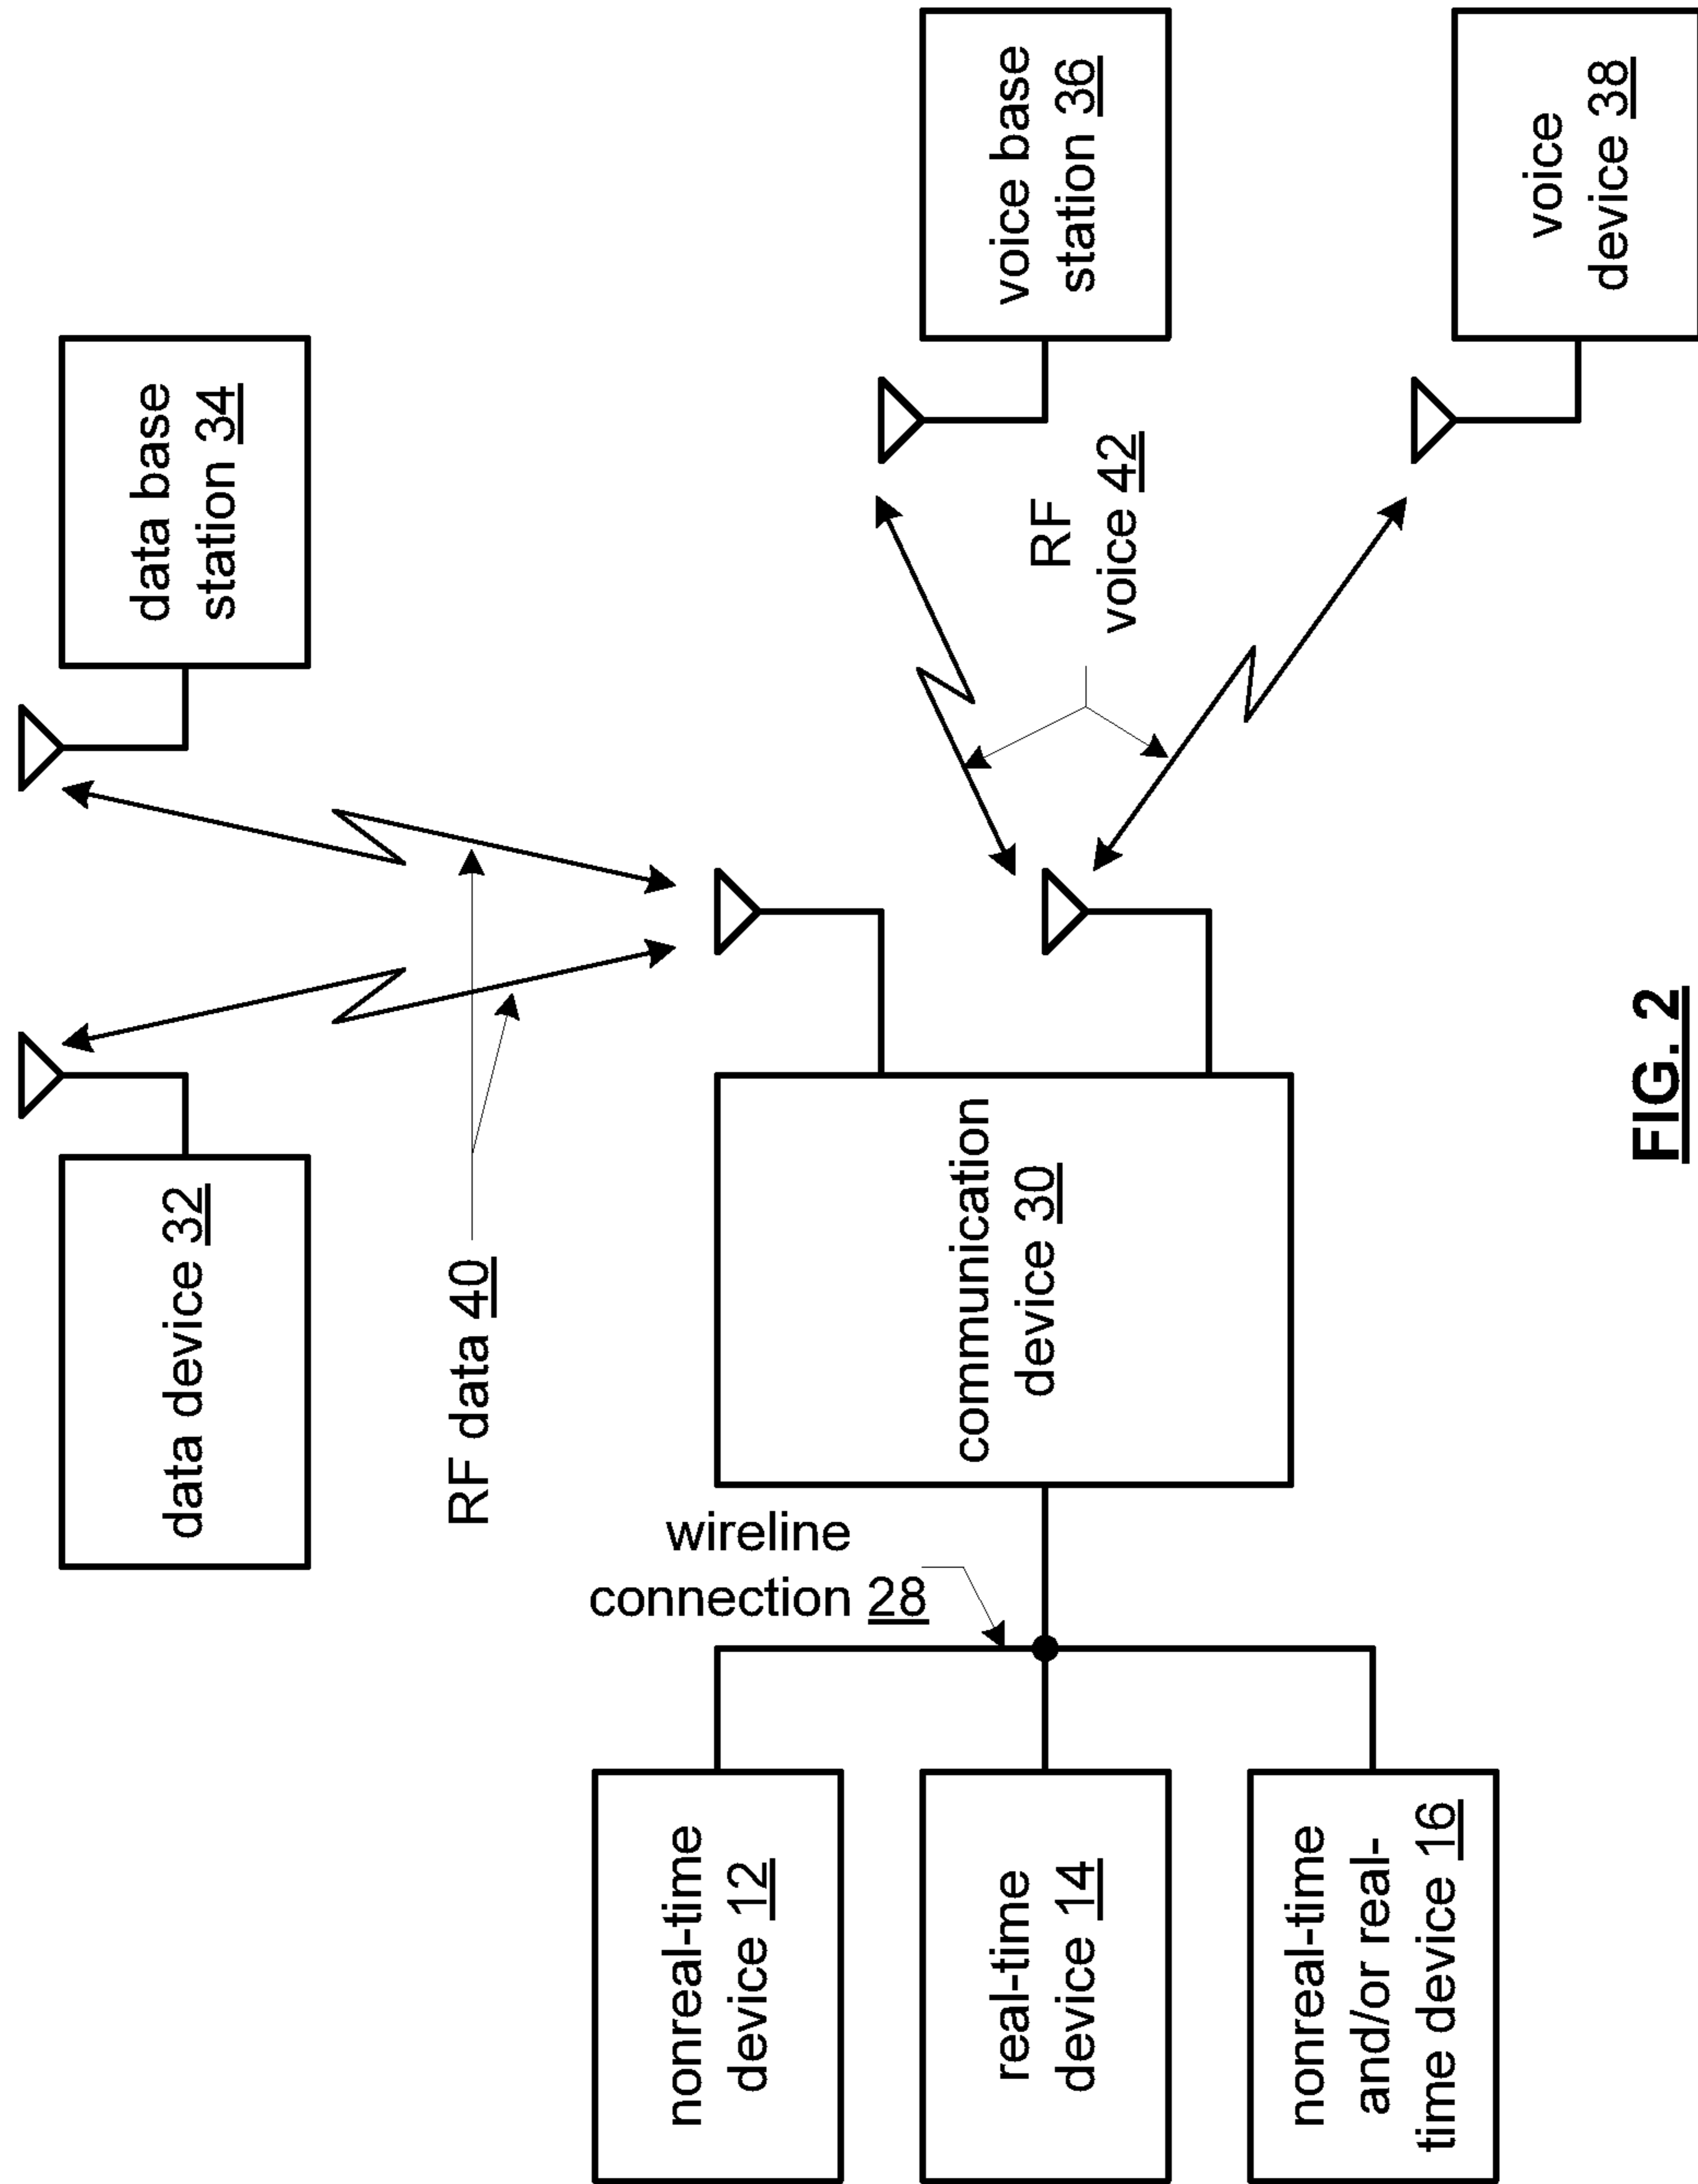 data device 32
data base
station 34
RF data 40
wireline
connection 28
nonreal-time
device 12
real-time
device 14
nonreal-time
and/or real-
time device 16
communication
device 30
RF
voice 42
voice base
station 36
voice
device 38
FIG. 2